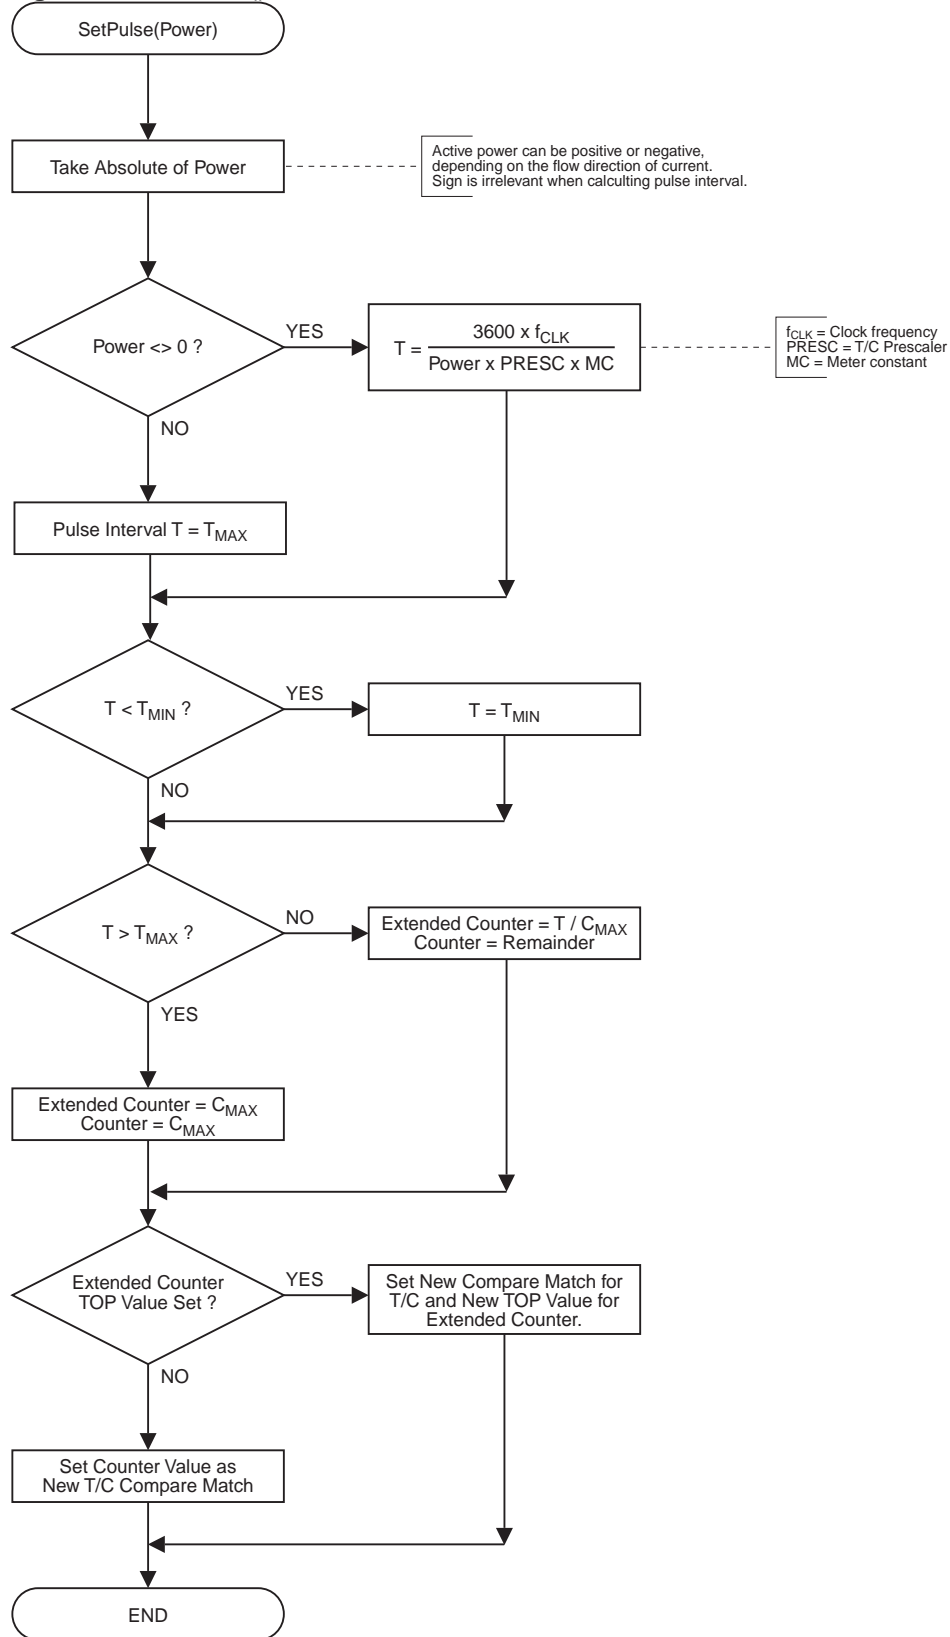 SetPulse(Power)
Take Absolute of Power
Active power can be positive or negative,
depending on the flow direction of current.
Sign is irrelevant when calculting pulse interval.
Power <> 0 ?
YES
T = 3600 x fCLK
Power x PRESC x MC
fCLK = Clock frequency
PRESC = T/C Prescaler
MC = Meter constant
NO
Pulse Interval T = TMAX
T < TMIN ?
YES
T = TMIN
NO
T > TMAX ?
NO
Extended Counter = T / CMAX
Counter = Remainder
YES
Extended Counter = CMAX
Counter = CMAX
Extended Counter
TOP Value Set ?
YES
Set New Compare Match for
T/C and New TOP Value for
Extended Counter.
NO
Set Counter Value as
New T/C Compare Match
END